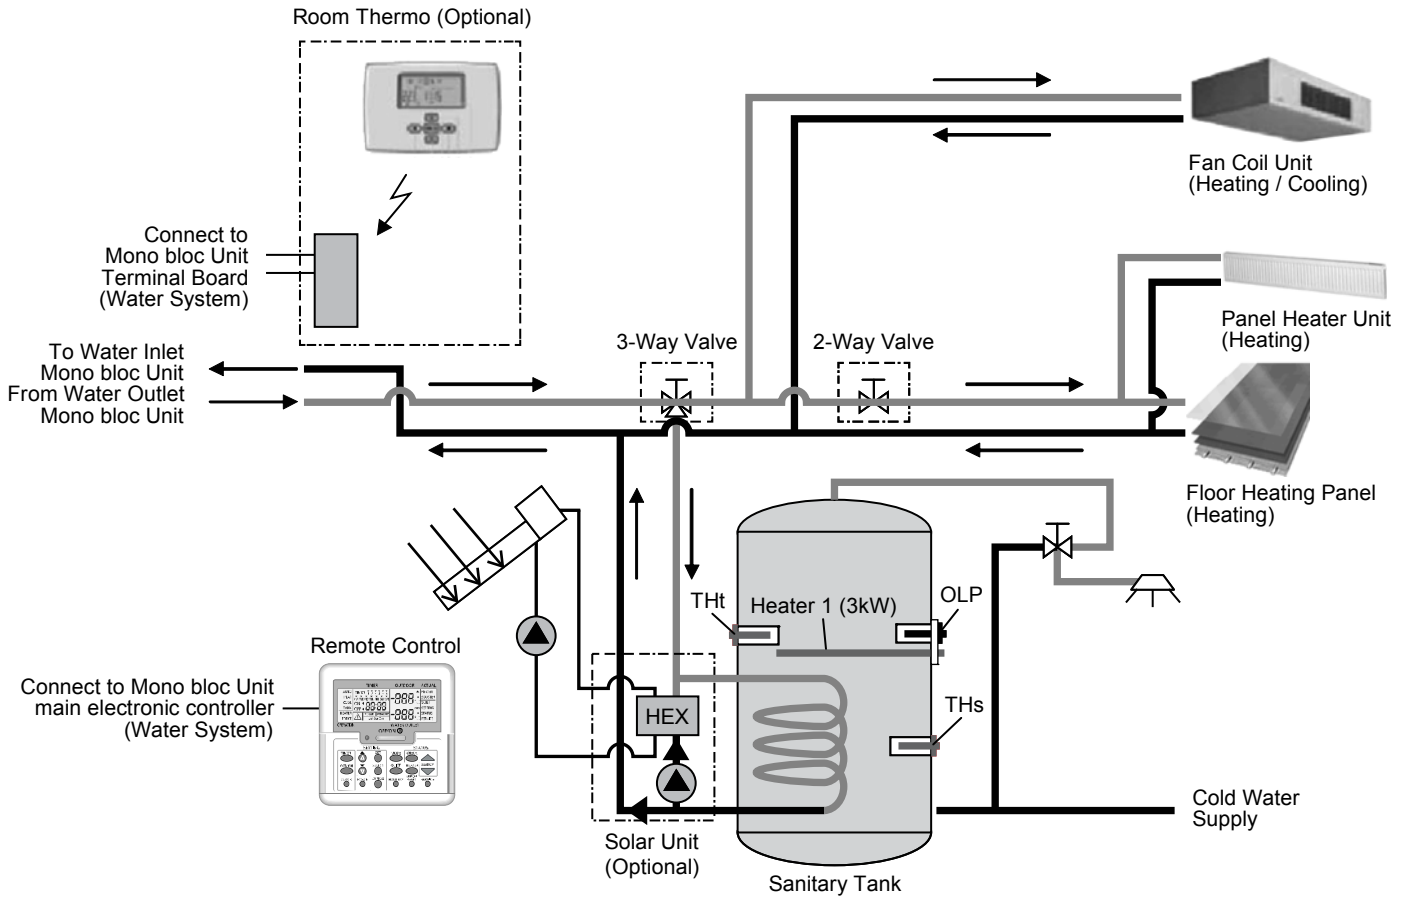 Room Thermo (Optional)
Connect to
Mono bloc Unit
Terminal Board
(Water System)
Fan Coil Unit
(Heating / Cooling)
Panel Heater Unit
(Heating)
3-Way Valve
2-Way Valve
To Water Inlet
Mono bloc Unit
From Water Outlet
Mono bloc Unit
Floor Heating Panel
(Heating)
THt
Heater 1 (3kW)
OLP
THs
Remote Control
Connect to Mono bloc Unit
main electronic controller
(Water System)
TIMER
OUTDOOR
ACTUAL
HEX
Solar Unit
(Optional)
Sanitary Tank
Cold Water
Supply